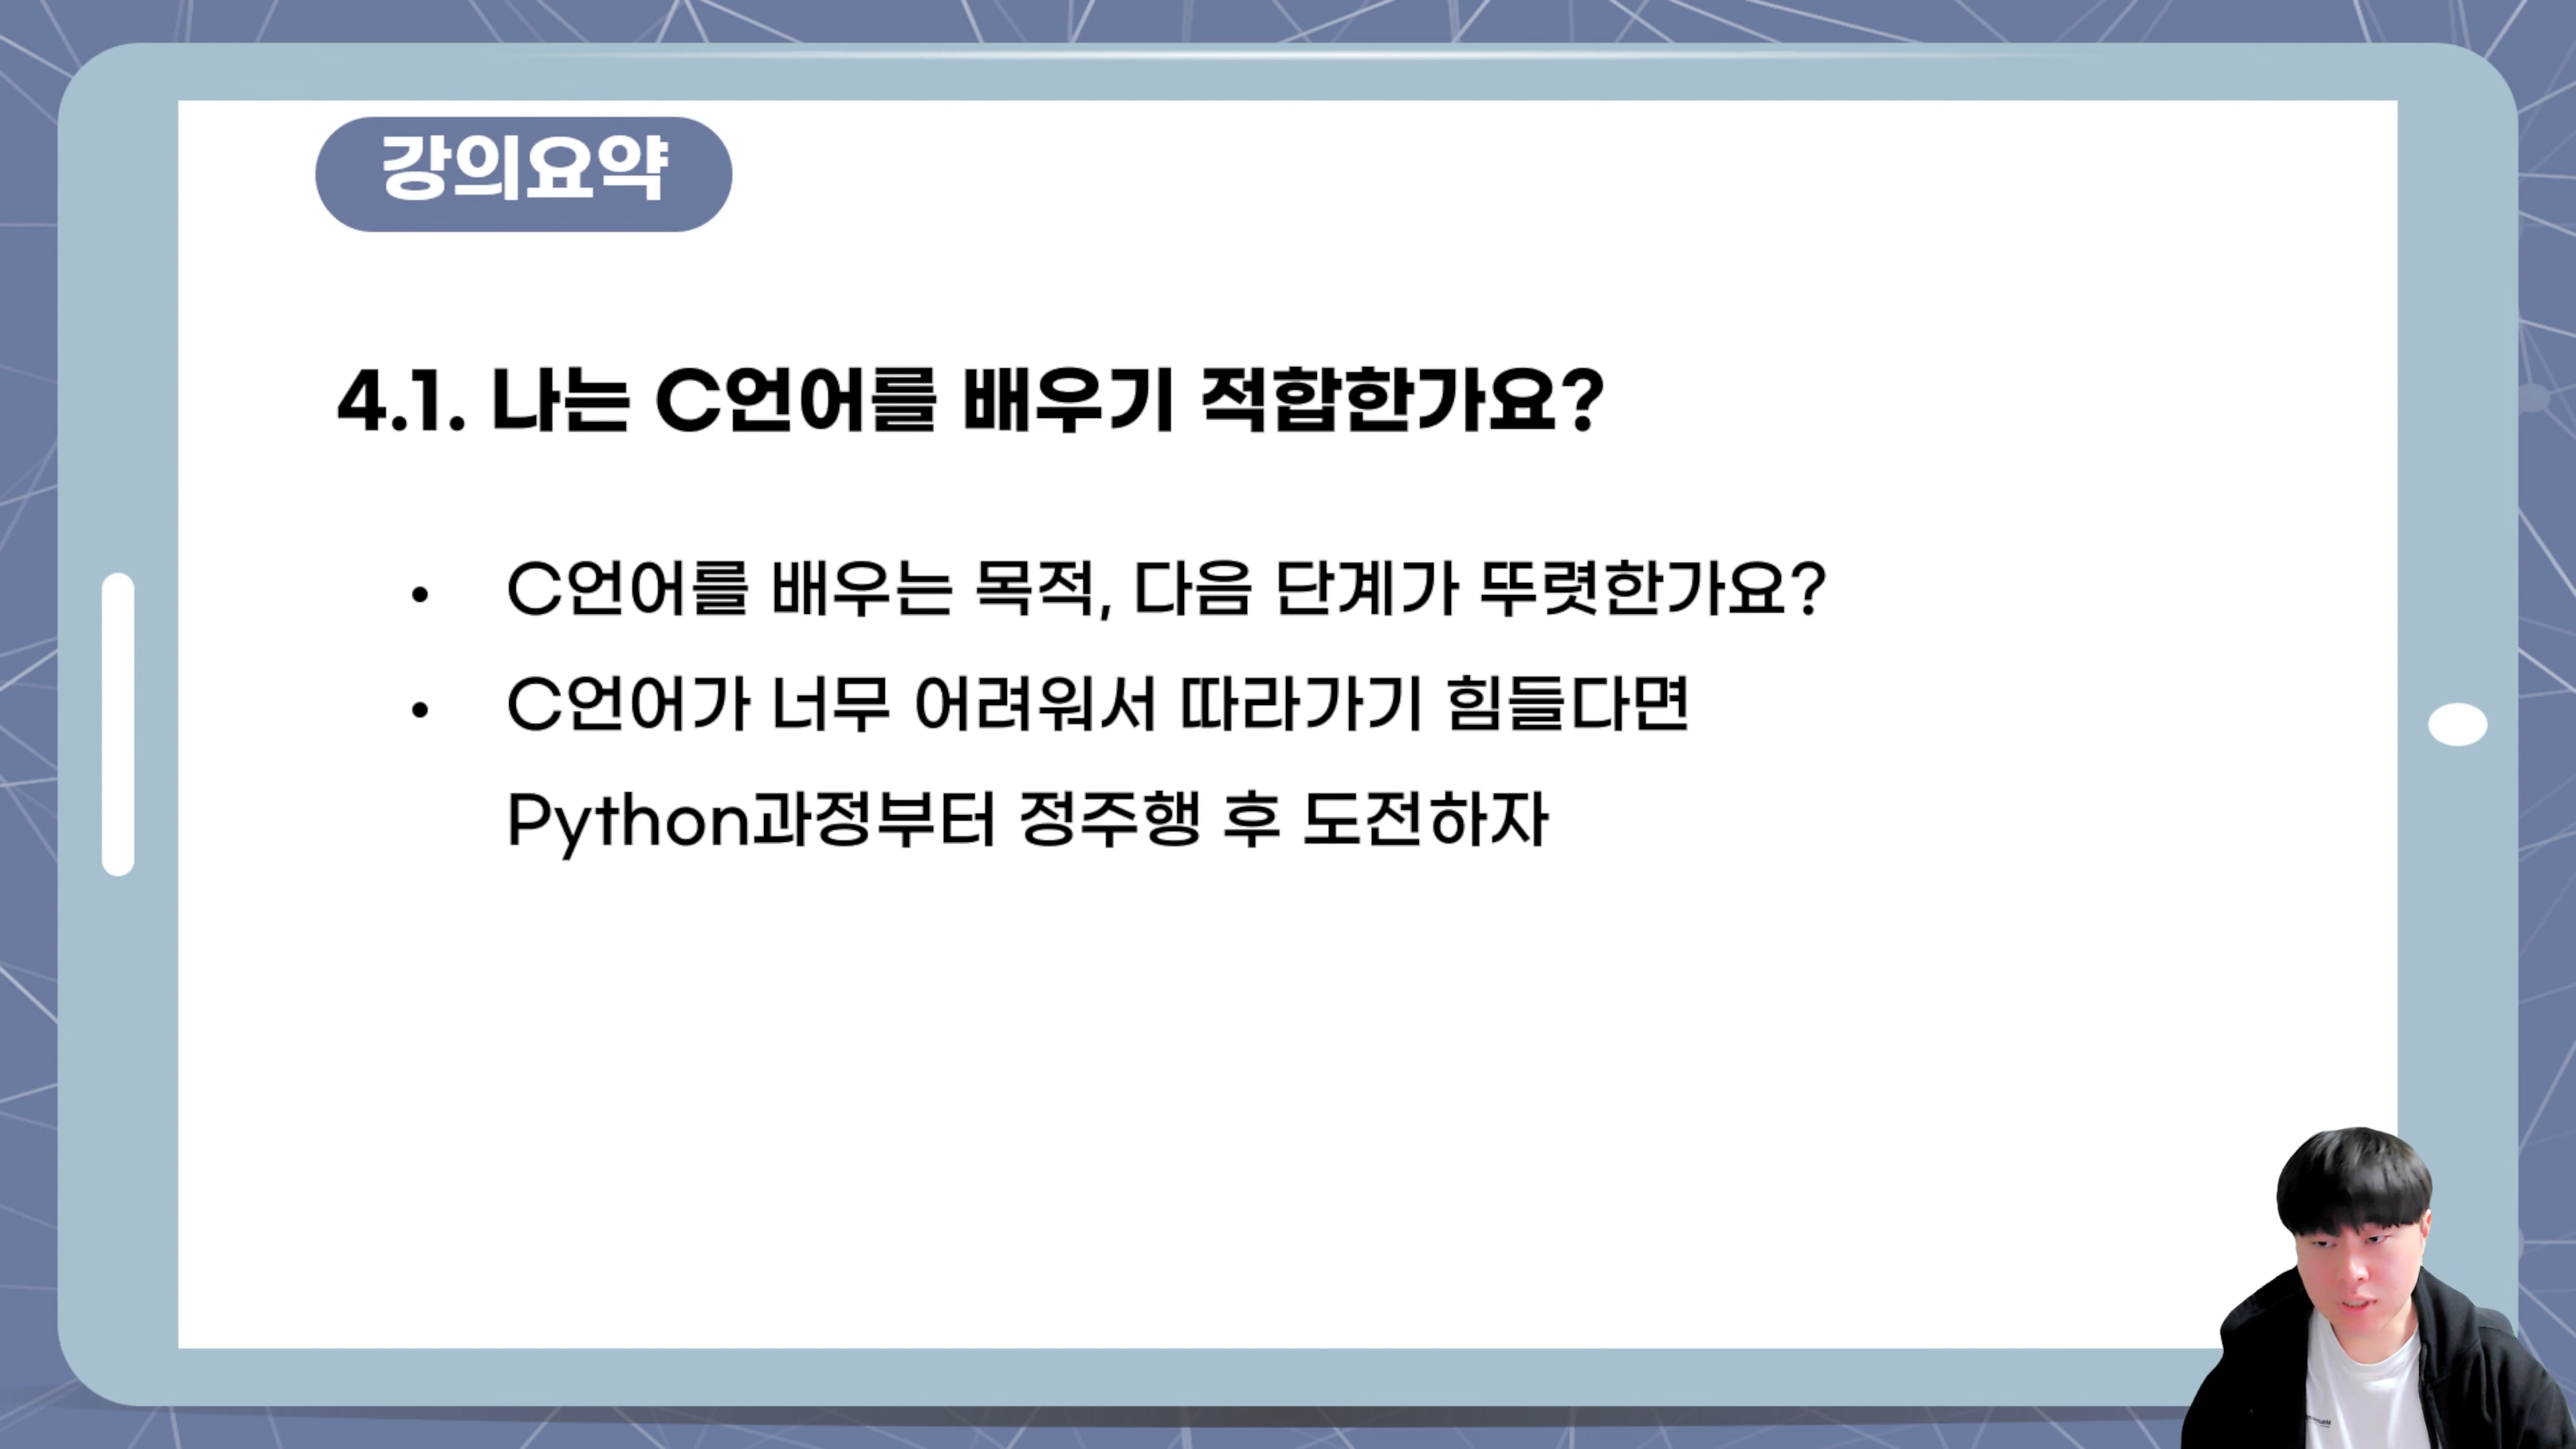 강의요약
4.1. 나는 C언어를 배우기 적합한가요?
• C언어를 배우는 목적, 다음 단계가 뚜렷한가요?
• C언어가 너무 어려워서 따라가기 힘들다면
Python과정부터 정주행 후 도전하자